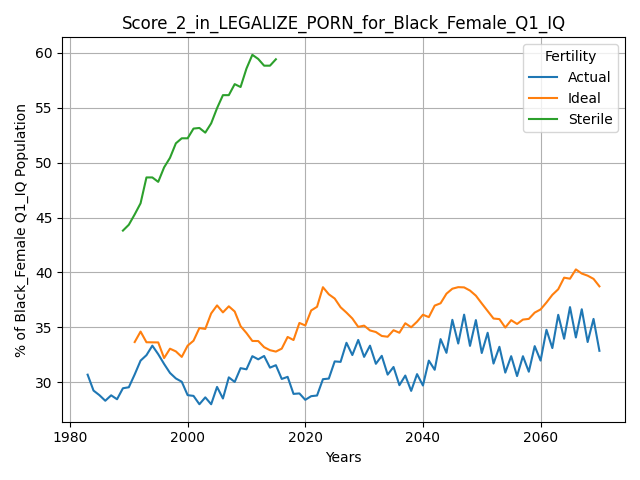 Score_2_in_LEGALIZE_PORN_for_Black_Female_Q1_IQ
% of Black_Female Q1_IQ Population
60
55
50
45
40
35
30
Fertility
Actual
Ideal
Sterile
1980
2000
2020
2040
2060
Years